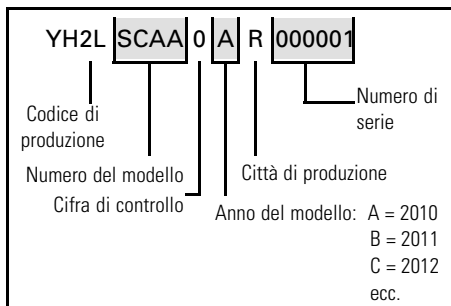 YH2L SCAA 0 A R 000001
Codice di
produzione
Numero di
serie
Numero del modello
Città di produzione
Cifra di controllo
Anno del modello: A = 2010
B = 2011
C = 2012
ecc.